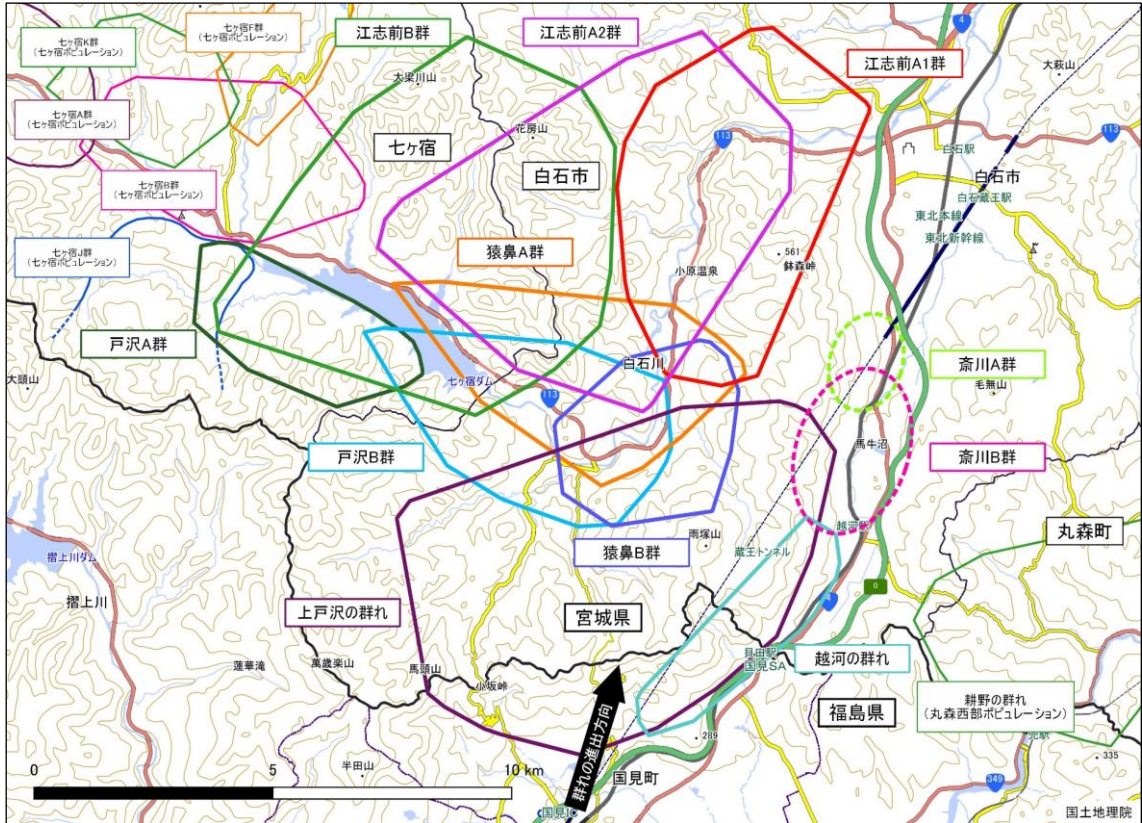 七ヶ宿K群
(七ヶ宿ポピュレーション)
七ヶ宿F群
(七ヶ宿ポピュレーション)
江志前B群
江志前A2群
江志前A1群
4
大萩山
大梁川山
七ヶ宿A群
(七ヶ宿ポピュレーション)
花房山
113
113
七ヶ宿
白石駅
白石市
白石市
白石蔵王駅
七ヶ宿B群
(七ヶ宿ポピュレーション)
東北本線
東北新幹線
七ヶ宿J群
(七ヶ宿ポピュレーション)
猿鼻A群
561
鉢森峠
小原温泉
戸沢A群
白石川
斎川A群
大頭山
七ヶ宿ダム
毛無山
113
戸沢B群
馬牛沼
斎川B群
越河駅
丸森町
雨塚山
蔵王トンネル
猿鼻B群
摺上川ダム
摺上川
0
4
上戸沢の群れ
宮城県
貝田駅
国見SA
越河の群れ
蓮華滝
萬歳楽山
馬頭山
小坂峠
耕野の群れ
(丸森西部ポピュレーション)
福島県
群れの進出方向
289
兜駅
335
半田山
0
5
10 km
国見町
349
国見IC
国土地理院